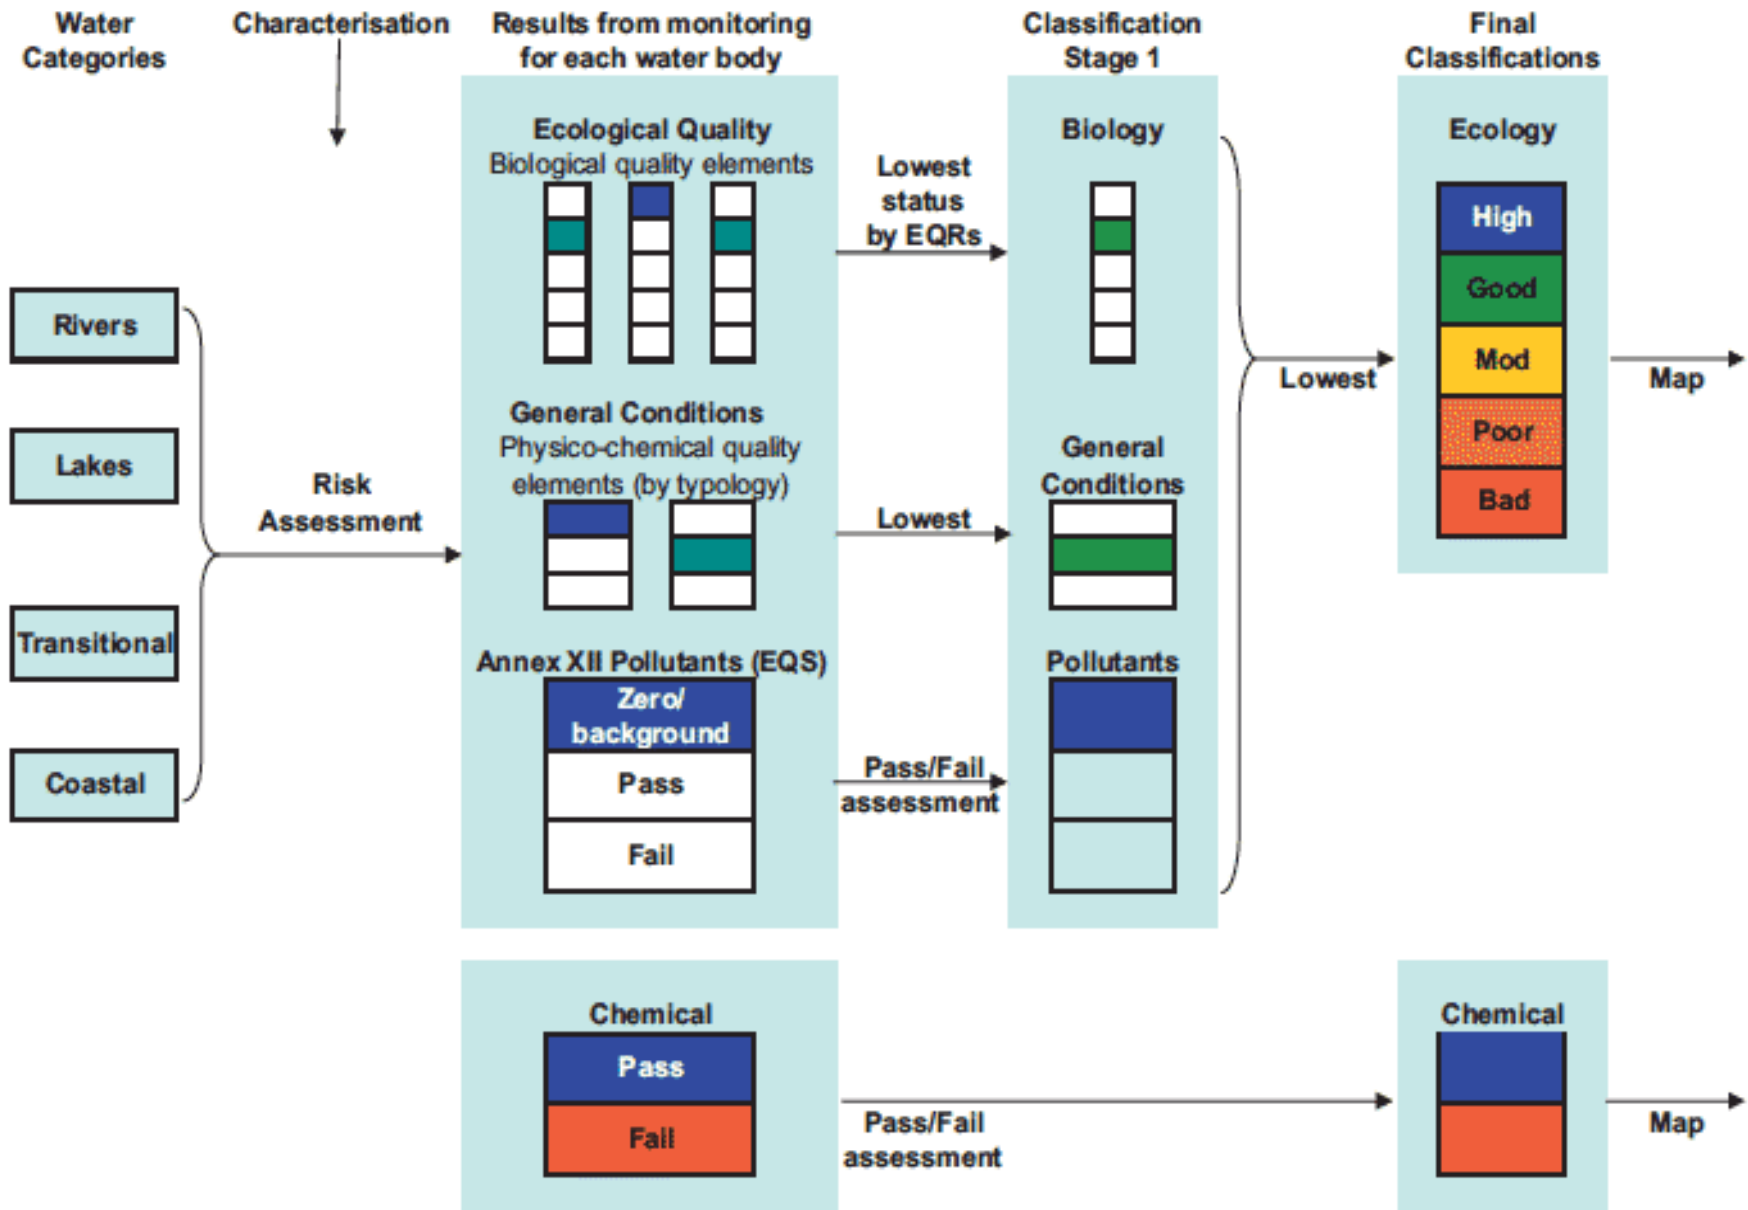 Water
Categories
Characterisation
Results from monitoring
for each water body
Classification
Stage 1
Final
Classifications
Rivers
Lakes
Transitional
Coastal
Risk
Assessment
Ecological Quality
Biological quality elements
General Conditions
Physico-chemical quality
elements (by typology)
Annex XII Pollutants (EQS)
Zero/
background
Pass
Fail
Lowest
status
by EQRs
Lowest
Pass/Fail
assessment
Biology
General
Conditions
Pollutants
Lowest
Ecology
High
Good
Mod
Poor
Bad
Map
Chemical
Pass
Fail
Pass/Fail
assessment
Chemical
Map